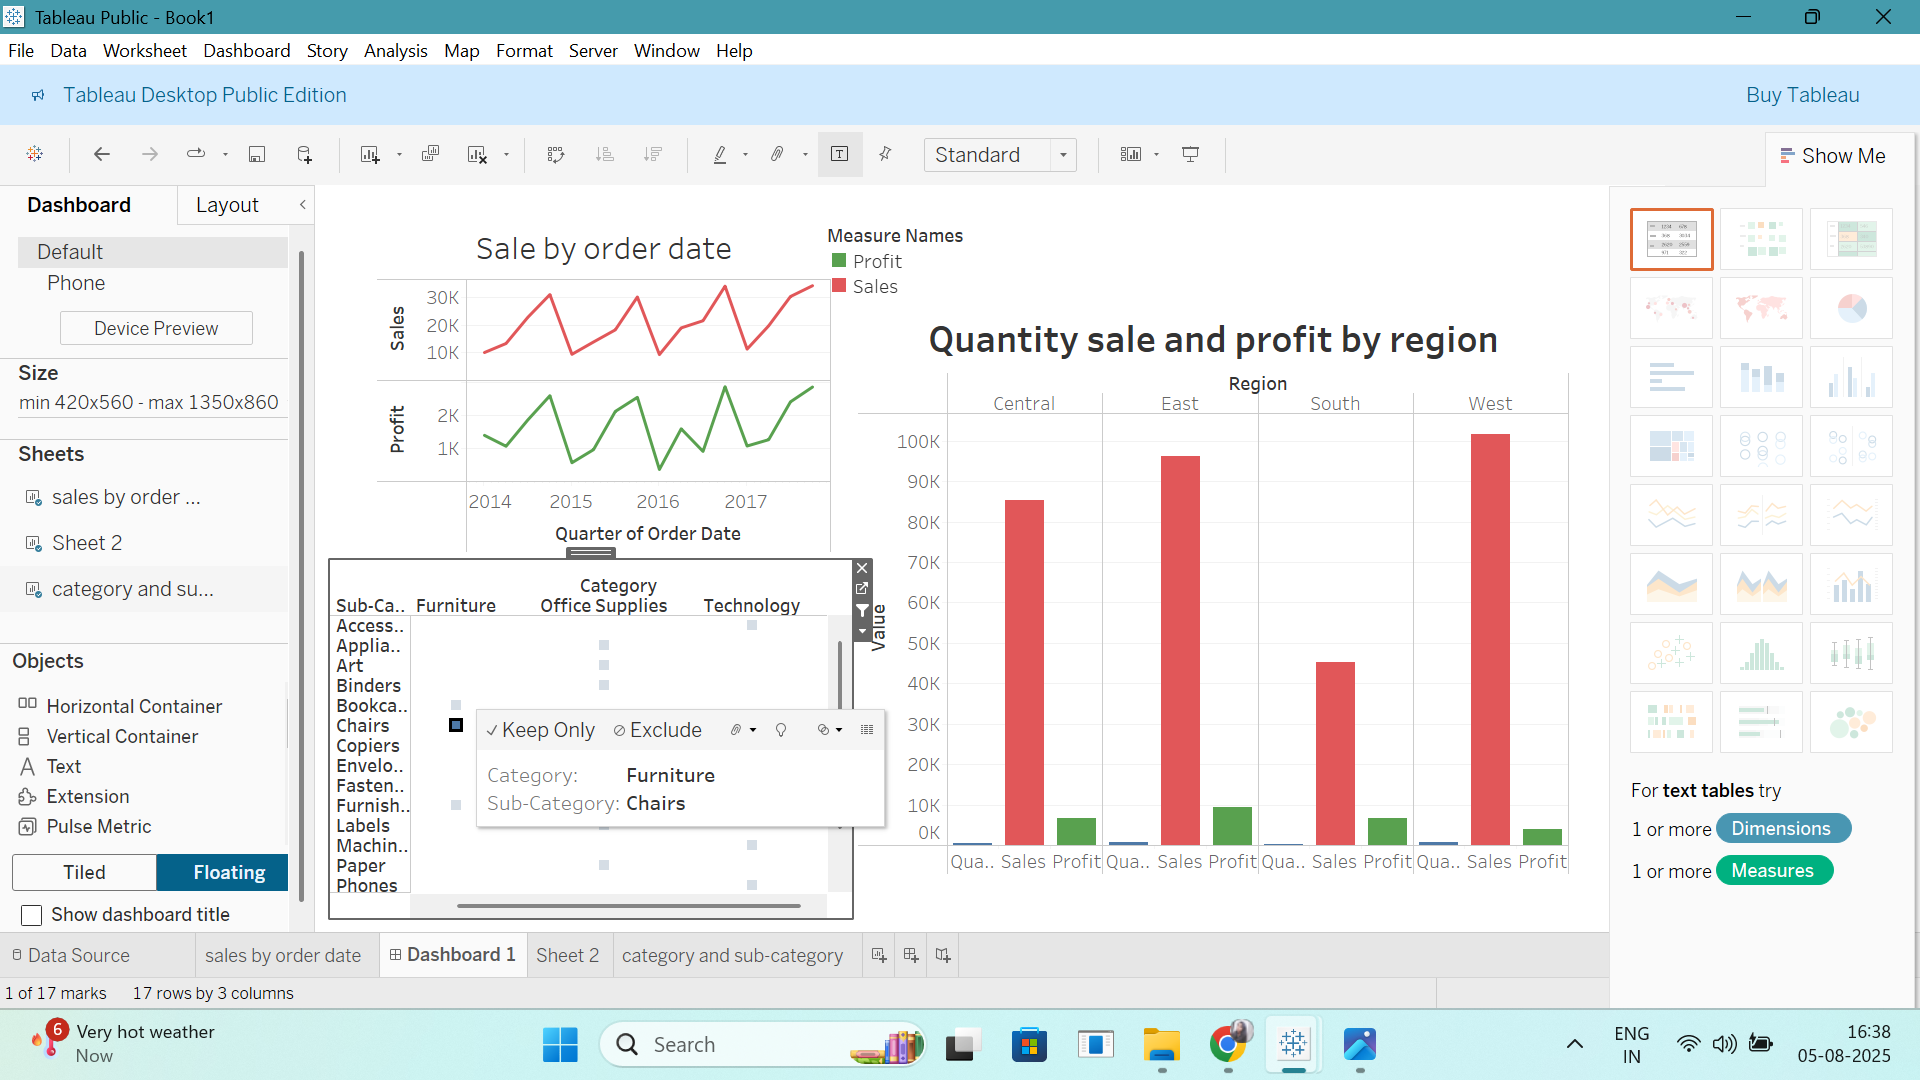 Tableau Public - Book1
File Data Worksheet Dashboard Story Analysis Map Format Server Window Help
Tableau Desktop Public Edition
Buy Tableau
Standard
Show Me
Dashboard
Layout
Default
Phone
Device Preview
Size
min 420x560 - max 1350x860
Sheets
sales by order ...
Sheet 2
category and su...
Objects
Horizontal Container
Vertical Container
Text
Extension
Pulse Metric
Tiled
Floating
Show dashboard title
Sale by order date
Sales
30K
20K
10K
Profit
2K
1K
2014 2015 2016 2017
Quarter of Order Date
Measure Names
Profit
Sales
Quantity sale and profit by region
Region
Central East South West
Value
100K
90K
80K
70K
60K
50K
40K
30K
20K
10K
0K
Qua.. Sales Profit Qua.. Sales Profit Qua.. Sales Profit Qua.. Sales Profit
Category
Sub-Ca.. Furniture Office Supplies Technology
Access..
Applia..
Art
Binders
Bookca..
Chairs
Copiers
Envelo..
Fasten..
Furnish..
Labels
Machin..
Paper
Phones
Keep Only Exclude
Category: Furniture
Sub-Category: Chairs
For text tables try
1 or more Dimensions
1 or more Measures
Data Source
sales by order date
Dashboard 1
Sheet 2
category and sub-category
1 of 17 marks 17 rows by 3 columns
6
Very hot weather
Now
Search
ENG
IN
16:38
05-08-2025